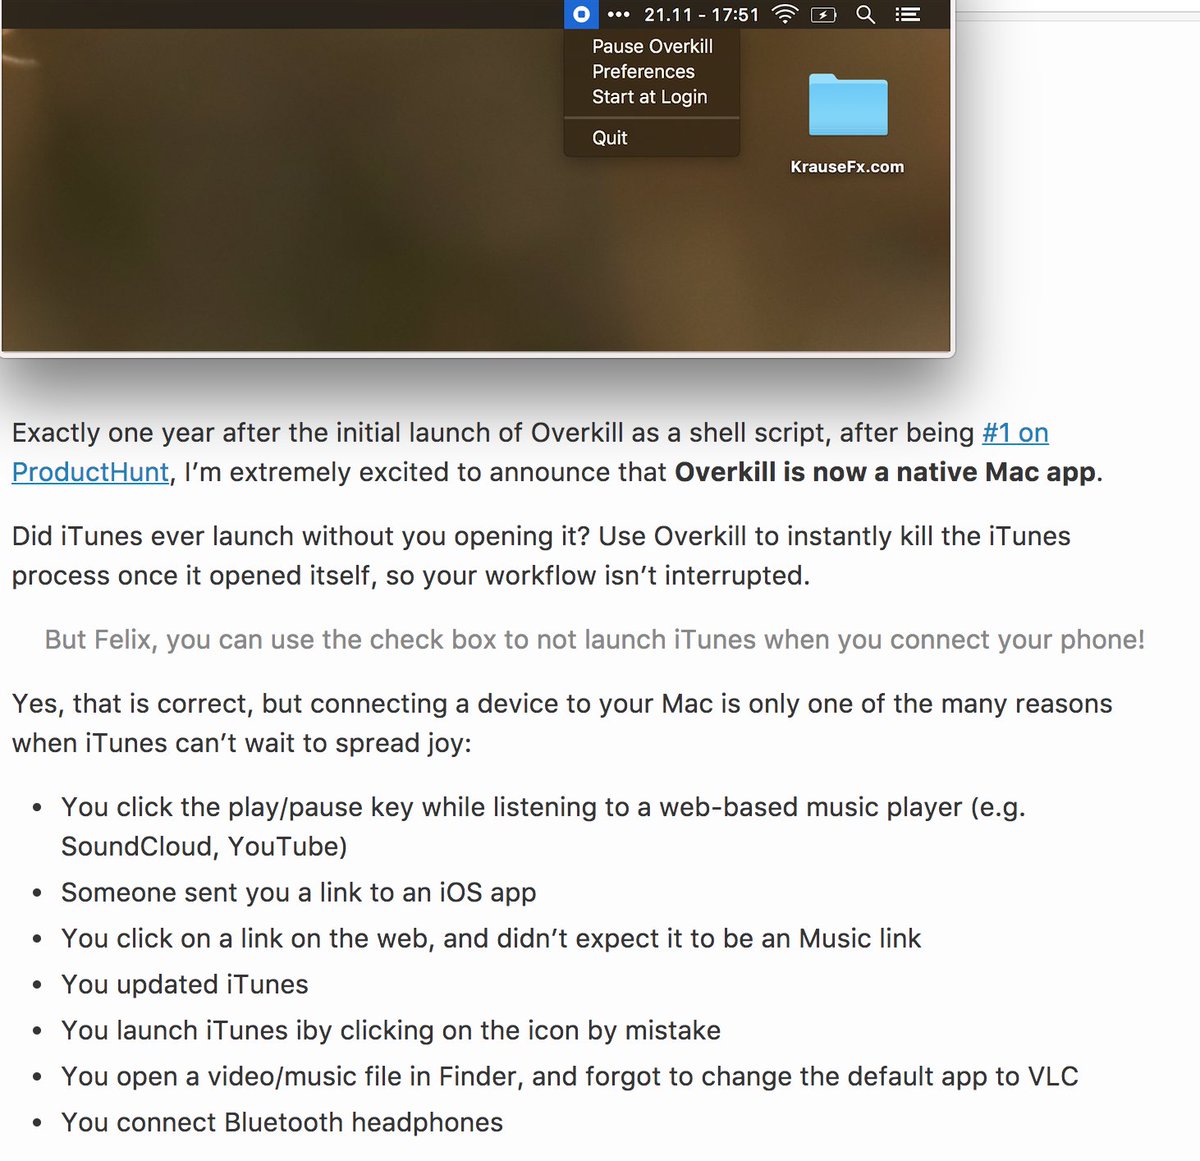 ••• 21.11 - 17:51
Pause Overkill
Preferences
Start at Login
Quit
KrauseFx.com
Exactly one year after the initial launch of Overkill as a shell script, after being #1 on
ProductHunt, I’m extremely excited to announce that Overkill is now a native Mac app.
Did iTunes ever launch without you opening it? Use Overkill to instantly kill the iTunes
process once it opened itself, so your workflow isn’t interrupted.
But Felix, you can use the check box to not launch iTunes when you connect your phone!
Yes, that is correct, but connecting a device to your Mac is only one of the many reasons
when iTunes can’t wait to spread joy:
• You click the play/pause key while listening to a web-based music player (e.g.
SoundCloud, YouTube)
• Someone sent you a link to an iOS app
• You click on a link on the web, and didn’t expect it to be an Music link
• You updated iTunes
• You launch iTunes iby clicking on the icon by mistake
• You open a video/music file in Finder, and forgot to change the default app to VLC
• You connect Bluetooth headphones